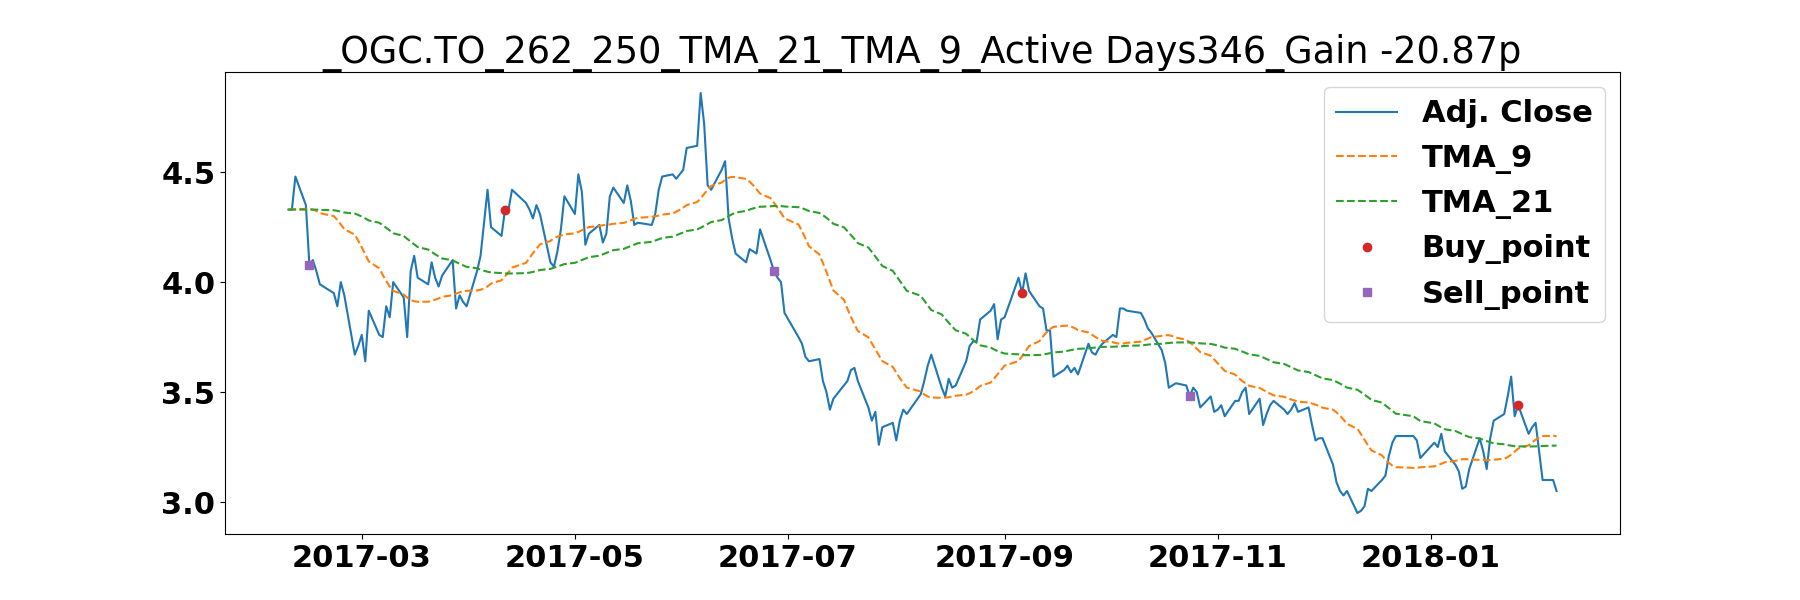 _OGC.TO_262_250_TMA_21_TMA_9_Active Days346_Gain -20.87p
Adj. Close
TMA_9
TMA_21
Buy_point
Sell_point
4.5
4.0
3.5
3.0
2017-03 2017-05 2017-07 2017-09 2017-11 2018-01